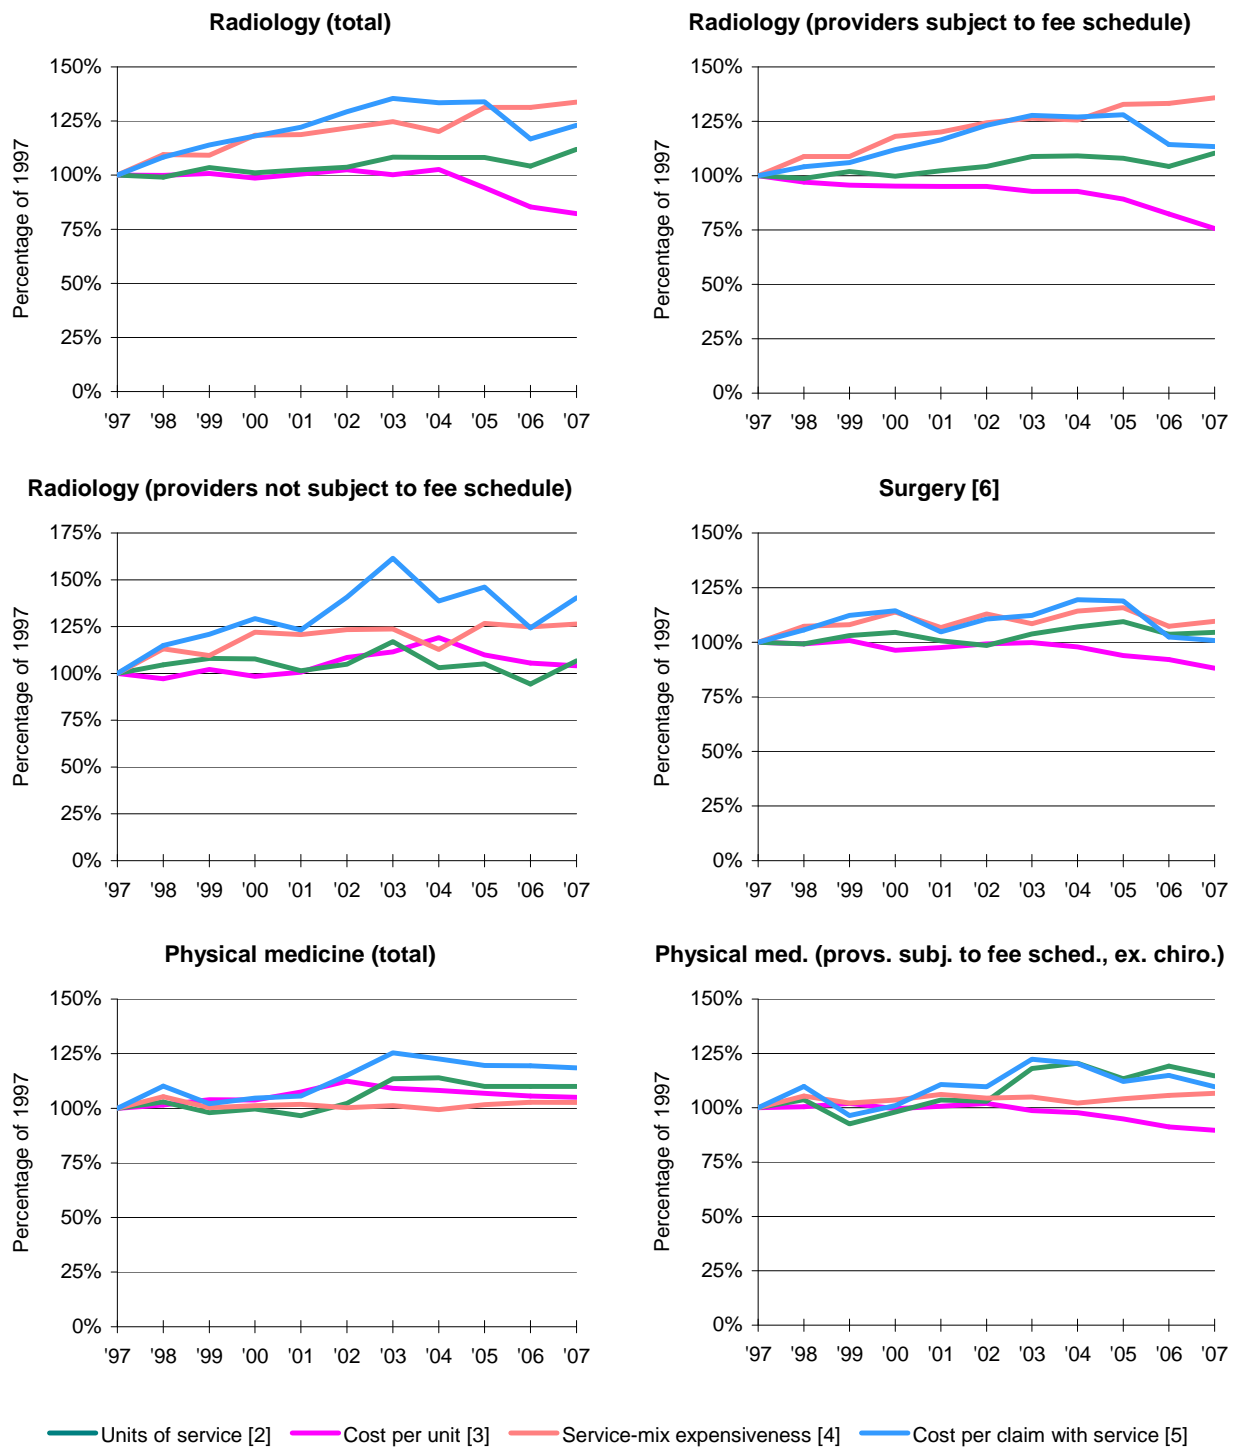 Radiology (total)
150%
125%
100%
75%
50%
25%
0%
Percentage of 1997
'97 '98 '99 '00 '01 '02 '03 '04 '05 '06 '07
Radiology (providers subject to fee schedule)
150%
125%
100%
75%
50%
25%
0%
Percentage of 1997
'97 '98 '99 '00 '01 '02 '03 '04 '05 '06 '07
Radiology (providers not subject to fee schedule)
175%
150%
125%
100%
75%
50%
25%
0%
Percentage of 1997
'97 '98 '99 '00 '01 '02 '03 '04 '05 '06 '07
Surgery [6]
150%
125%
100%
75%
50%
25%
0%
Percentage of 1997
'97 '98 '99 '00 '01 '02 '03 '04 '05 '06 '07
Physical medicine (total)
150%
125%
100%
75%
50%
25%
0%
Percentage of 1997
'97 '98 '99 '00 '01 '02 '03 '04 '05 '06 '07
Physical med. (provs. subj. to fee sched., ex. chiro.)
150%
125%
100%
75%
50%
25%
0%
Percentage of 1997
'97 '98 '99 '00 '01 '02 '03 '04 '05 '06 '07
Units of service [2] Cost per unit [3] Service-mix expensiveness [4] Cost per claim with service [5]